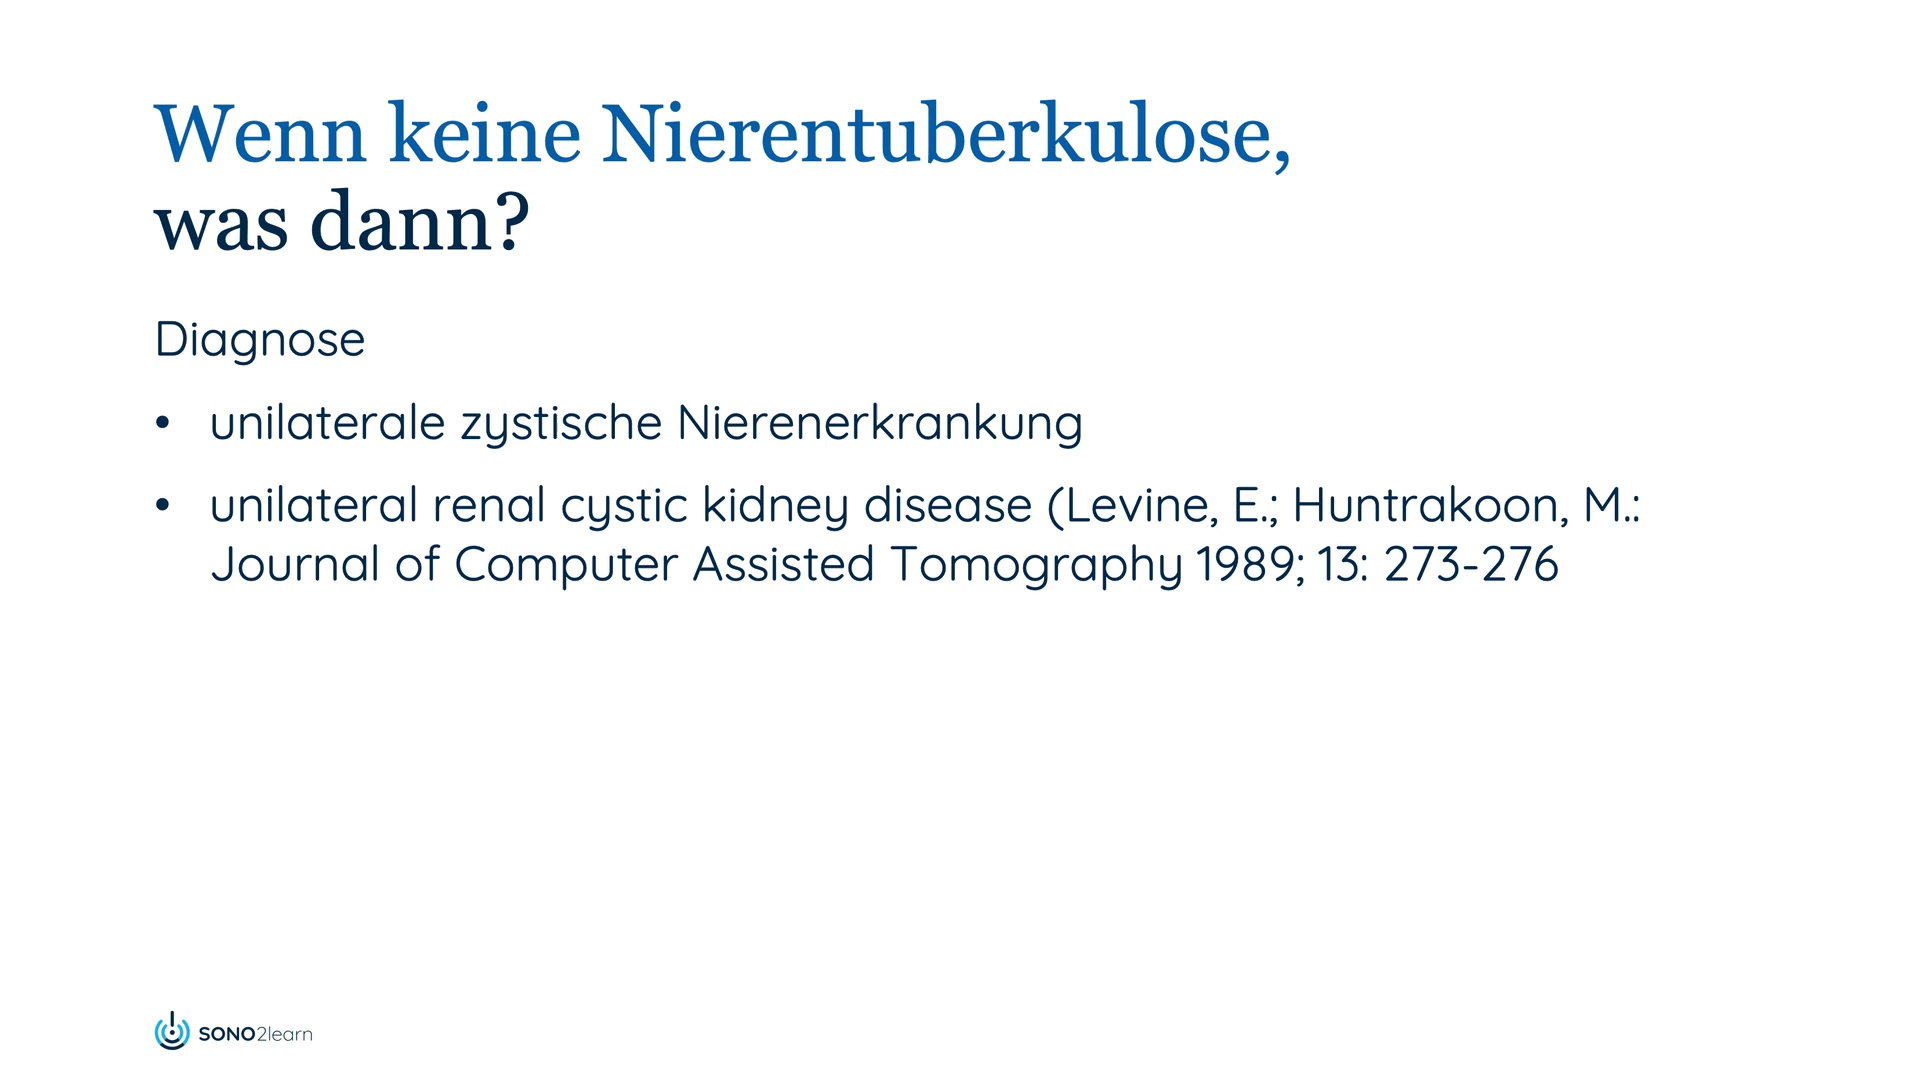 Wenn keine Nierentuberkulose,
was dann?
Diagnose
• unilaterale zystische Nierenerkrankung
• unilateral renal cystic kidney disease (Levine, E.; Huntrakoon, M.:
Journal of Computer Assisted Tomography 1989; 13: 273-276
SONO2learn